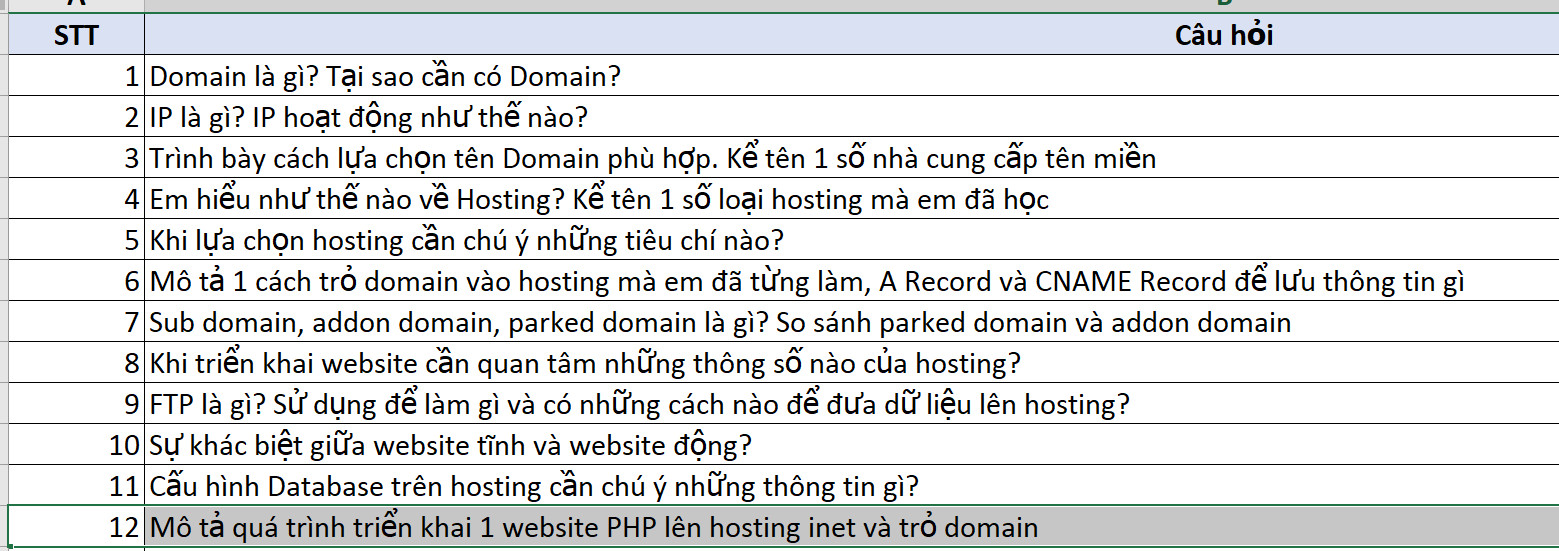 STT Câu hỏi
1 Domain là gì? Tại sao cần có Domain?
2 IP là gì? IP hoạt động như thế nào?
3 Trình bày cách lựa chọn tên Domain phù hợp. Kể tên 1 số nhà cung cấp tên miền
4 Em hiểu như thế nào về Hosting? Kể tên 1 số loại hosting mà em đã học
5 Khi lựa chọn hosting cần chú ý những tiêu chí nào?
6 Mô tả 1 cách trỏ domain vào hosting mà em đã từng làm, A Record và CNAME Record để lưu thông tin gì
7 Sub domain, addon domain, parked domain là gì? So sánh parked domain và addon domain
8 Khi triển khai website cần quan tâm những thông số nào của hosting?
9 FTP là gì? Sử dụng để làm gì và có những cách nào để đưa dữ liệu lên hosting?
10 Sự khác biệt giữa website tĩnh và website động?
11 Cấu hình Database trên hosting cần chú ý những thông tin gì?
12 Mô tả quá trình triển khai 1 website PHP lên hosting inet và trỏ domain